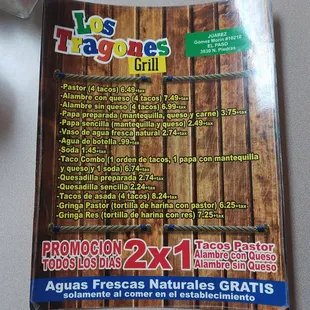 Los
Tragones
Grill
JUAREZ
Gómez Morin #10210
EL PASO
3030 N. Piedras
-Pastor (4 tacos) 6.49+tax
-Alambre con queso (4 tacos) 7.49+tax
-Alambre sin queso (4 tacos) 6.99+tax
-Papa preparada (mantequilla, queso y carne) 3.75+tax
-Papa sencilla (mantequilla y queso) 2.49+tax
-Vaso de agua fresca natural 2.74+tax
-Agua de botella .99+tax
-Soda 1.45+tax
-Taco Combo (1 orden de tacos, 1 papa con mantequilla
y queso y 1 soda) 6.74+tax
-Quesadilla preparada 2.74+tax
-Quesadilla sencilla 2.24+tax
-Tacos de asada (4 tacos) 8.24+tax
-Gringa Pastor (tortilla de harina con pastor) 6.25+tax
-Gringa Res (tortilla de harina con res) 7.25+tax
PROMOCION
TODOS LOS DIAS
2x1
Tacos Pastor
Alambre con Queso
Alambre sin Queso
Aguas Frescas Naturales GRATIS
solamente al comer en el establecimiento